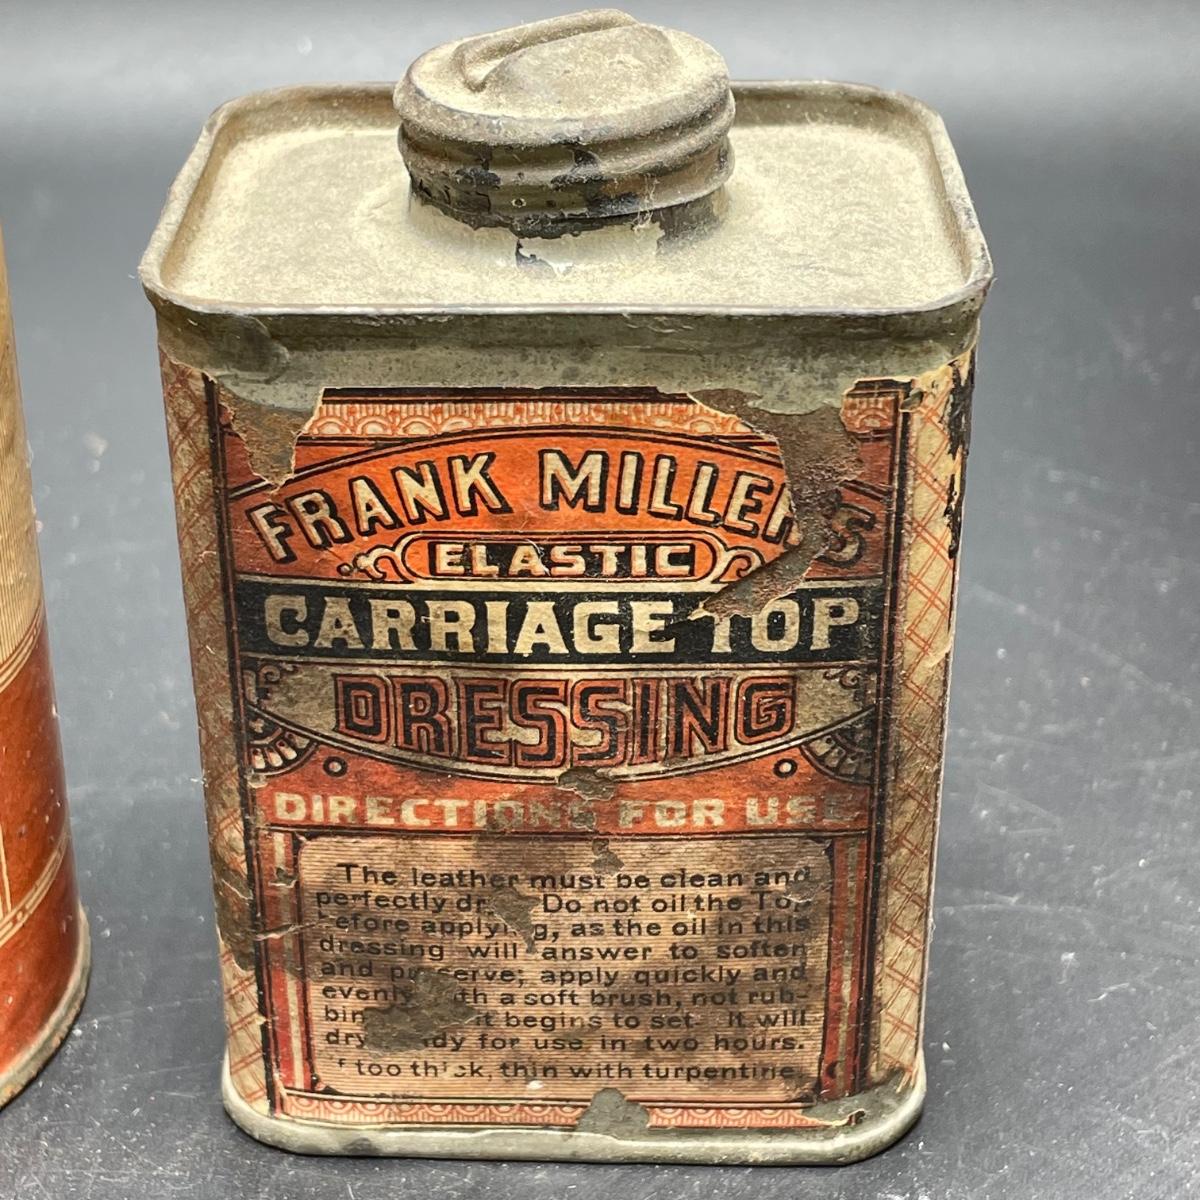 FRANK MILLER'S
ELASTIC
CARRIAGE TOP
DRESSING
DIRECTIONS FOR USE
The leather must be clean and
perfectly dr Do not oil the Top
before applying, as the oil in this
dressing will answer to soften
and preserve; apply quickly and
evenly with a soft brush, not rub-
bin it begins to set. It will
dry ready for use in two hours.
If too thick, thin with turpentine.